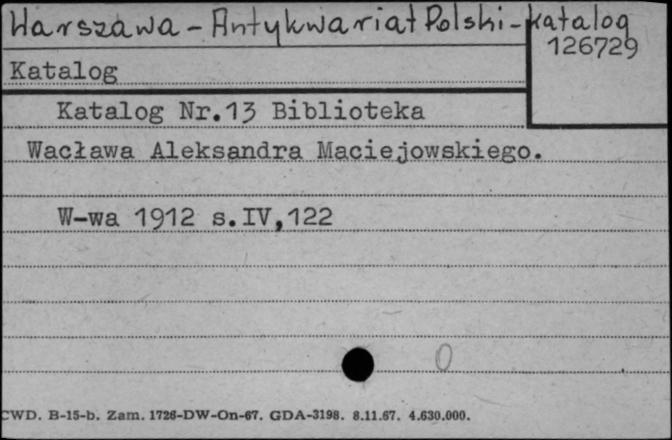 Warszawa - Antykwariat Polski - katalog
126729
Katalog
Katalog Nr.13 Biblioteka
Wacława Aleksandra Maciejowskiego.
W-wa 1912 s.IV,122
0
CWD. B-15-b. Zam. 1726-DW-On-67. GDA-3198. 8.11.67. 4.630.000.